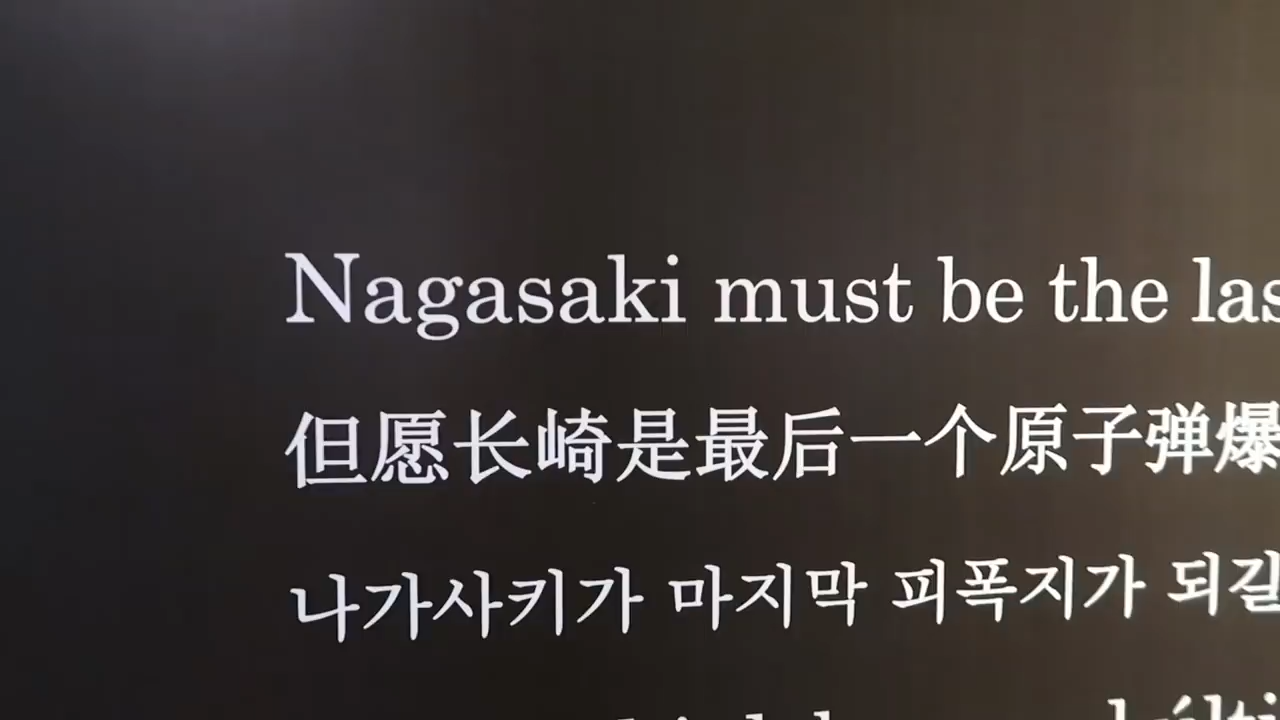 Nagasaki must be the las
但愿长崎是最后一个原子弹爆
나가사키가 마지막 피폭지가 되길